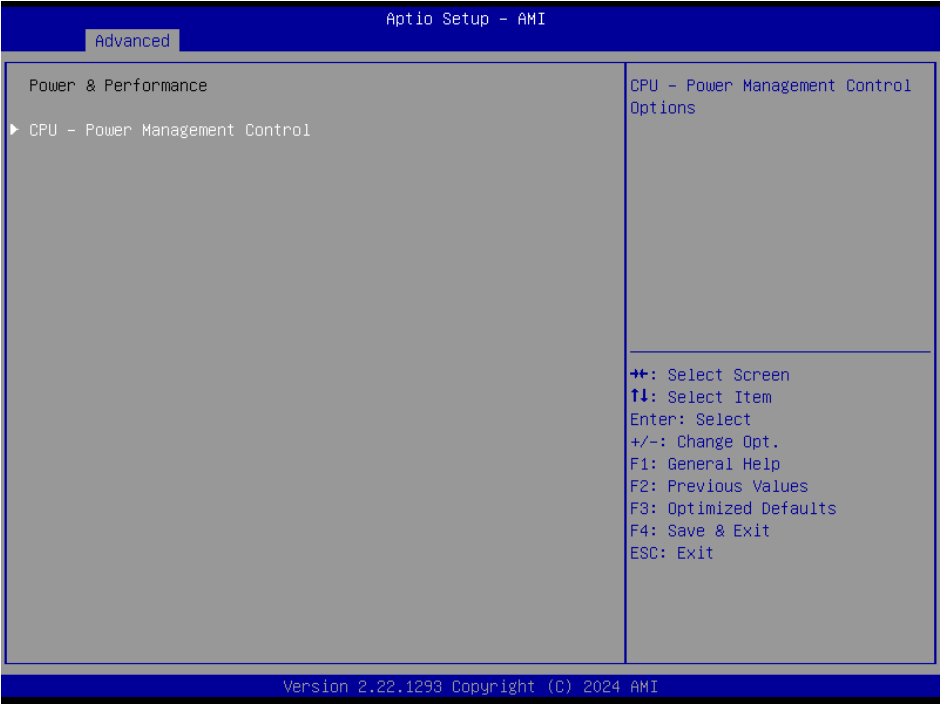 Aptio Setup – AMI
Advanced
Power & Performance
▶ CPU – Power Management Control
CPU – Power Management Control
Options
→←: Select Screen
↑↓: Select Item
Enter: Select
+/-: Change Opt.
F1: General Help
F2: Previous Values
F3: Optimized Defaults
F4: Save & Exit
ESC: Exit
Version 2.22.1293 Copyright (C) 2024 AMI